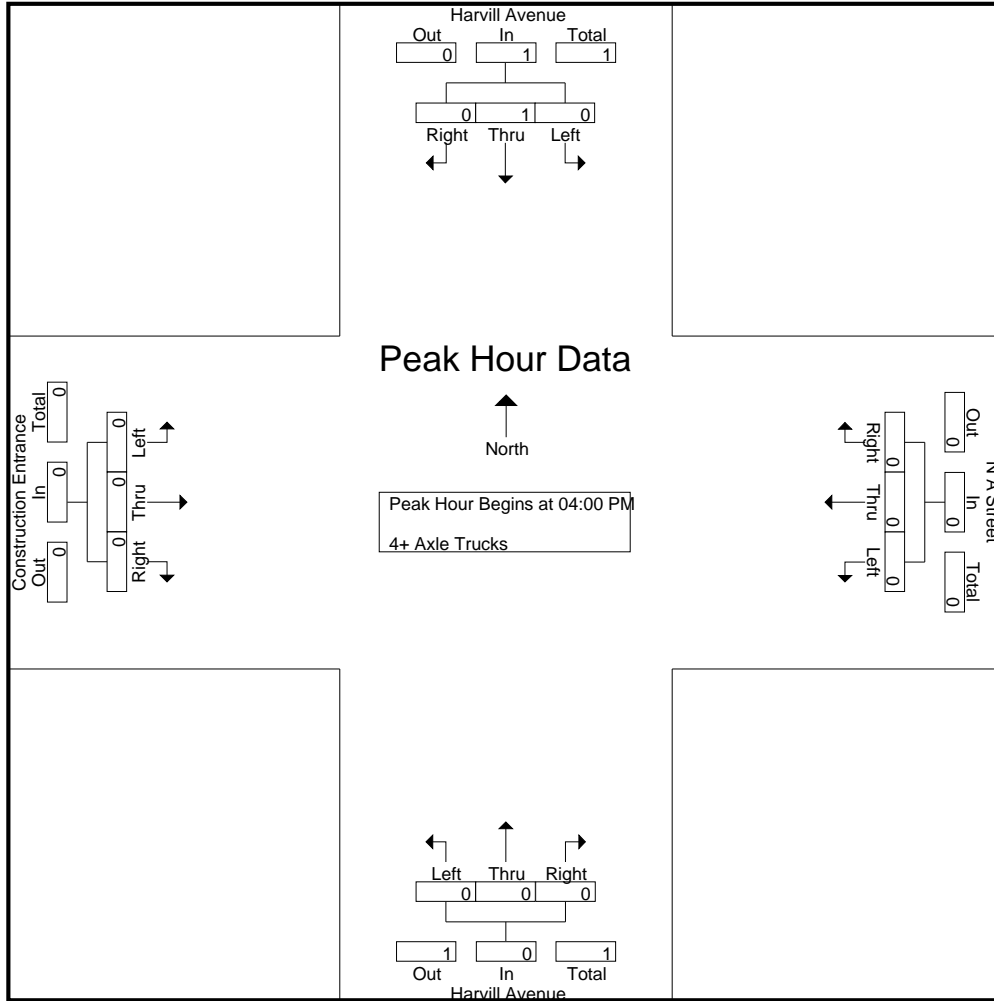 Harvill Avenue
Out In Total
0 1 1
0 1 0
Right Thru Left
Peak Hour Data
North
Peak Hour Begins at 04:00 PM
4+ Axle Trucks
Construction Entrance
Out In Total
0 0 0
Right Thru Left
0 0 0
N A Street
Out In Total
0 0 0
Right Thru Left
0 0 0
Left Thru Right
0 0 0
1 0 1
Out In Total
Harvill Avenue